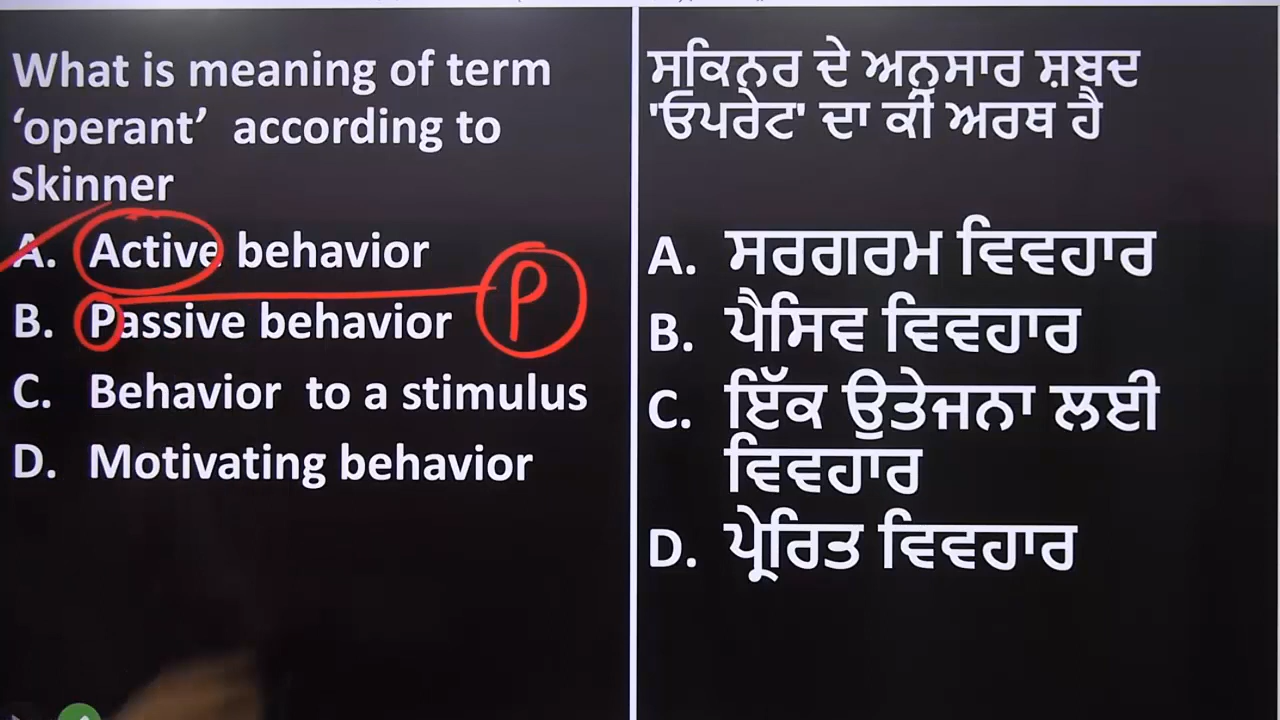 What is meaning of term
‘operant’ according to
Skinner
A. Active behavior
B. Passive behavior
P
C. Behavior to a stimulus
D. Motivating behavior
ਸਕਿਨਰ ਦੇ ਅਨੁਸਾਰ ਸ਼ਬਦ
'ਓਪਰੇਟ' ਦਾ ਕੀ ਅਰਥ ਹੈ
A. ਸਰਗਰਮ ਵਿਵਹਾਰ
B. ਪੈਸਿਵ ਵਿਵਹਾਰ
C. ਇੱਕ ਉਤੇਜਨਾ ਲਈ
ਵਿਵਹਾਰ
D. ਪ੍ਰੇਰਿਤ ਵਿਵਹਾਰ